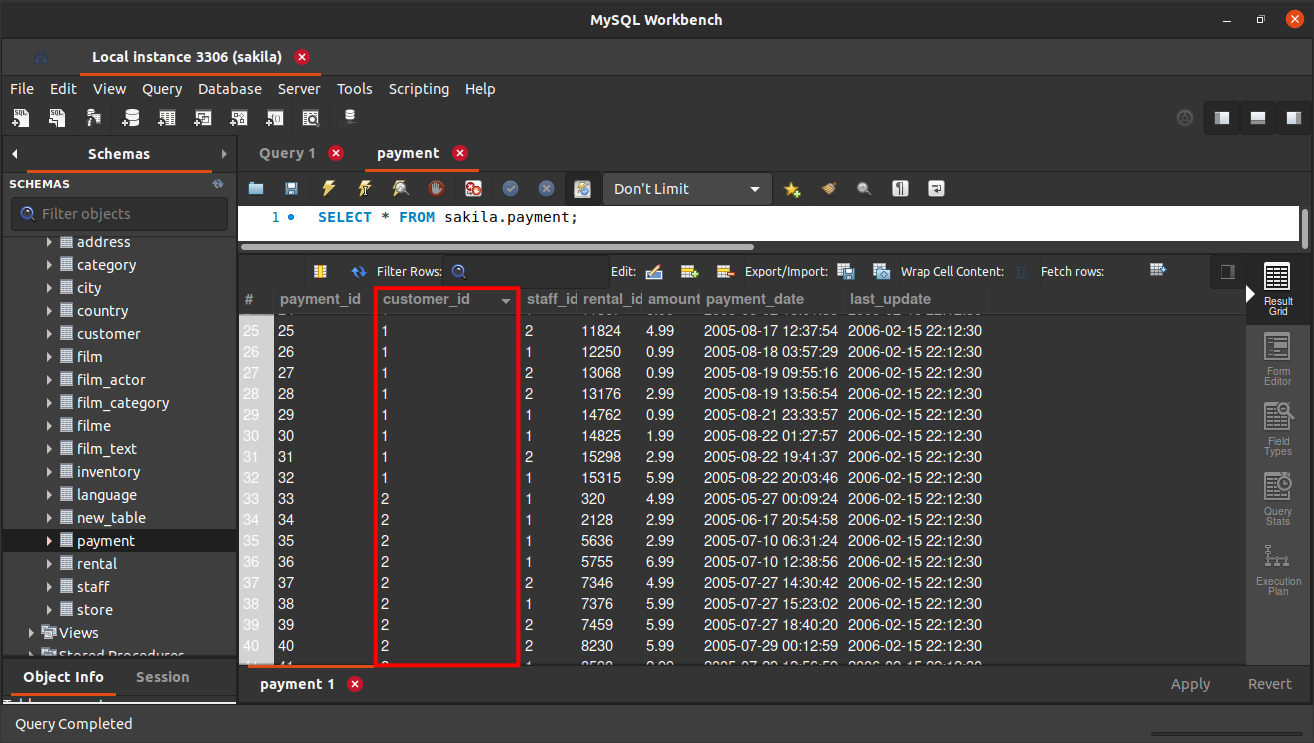 MySQL Workbench
Local instance 3306 (sakila)
File Edit View Query Database Server Tools Scripting Help
Schemas
Query 1 payment
SCHEMAS
Don't Limit
Filter objects
1 SELECT * FROM sakila.payment;
address
category
city
country
customer
film
film_actor
film_category
filme
film_text
inventory
language
new_table
payment
rental
staff
store
Views
Stored Procedures
Filter Rows: Edit: Export/Import: Wrap Cell Content: Fetch rows:
# payment_id customer_id staff_id rental_id amount payment_date last_update
25 25 1 2 11824 4.99 2005-08-17 12:37:54 2006-02-15 22:12:30
26 26 1 1 12250 0.99 2005-08-18 03:57:29 2006-02-15 22:12:30
27 27 1 2 13068 0.99 2005-08-19 09:55:16 2006-02-15 22:12:30
28 28 1 2 13176 2.99 2005-08-19 13:56:54 2006-02-15 22:12:30
29 29 1 1 14762 0.99 2005-08-21 23:33:57 2006-02-15 22:12:30
30 30 1 1 14825 1.99 2005-08-22 01:27:57 2006-02-15 22:12:30
31 31 1 2 15298 2.99 2005-08-22 19:41:37 2006-02-15 22:12:30
32 32 1 1 15315 5.99 2005-08-22 20:03:46 2006-02-15 22:12:30
33 33 2 1 320 4.99 2005-05-27 00:09:24 2006-02-15 22:12:30
34 34 2 1 2128 2.99 2005-06-17 20:54:58 2006-02-15 22:12:30
35 35 2 1 5636 2.99 2005-07-10 06:31:24 2006-02-15 22:12:30
36 36 2 1 5755 6.99 2005-07-10 12:38:56 2006-02-15 22:12:30
37 37 2 2 7346 4.99 2005-07-27 14:30:42 2006-02-15 22:12:30
38 38 2 1 7376 5.99 2005-07-27 15:23:02 2006-02-15 22:12:30
39 39 2 2 7459 5.99 2005-07-27 18:40:20 2006-02-15 22:12:30
40 40 2 2 8230 5.99 2005-07-29 00:12:59 2006-02-15 22:12:30
Result
Grid
Form
Editor
Field
Types
Query
Stats
Execution
Plan
Object Info Session
payment 1
Apply Revert
Query Completed